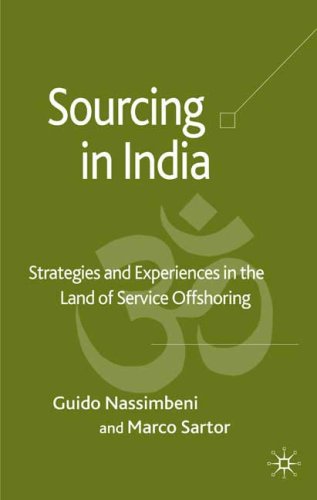 Sourcing
in India
Strategies and Experiences in the
Land of Service Offshoring
ॐ
Guido Nassimbeni
and Marco Sartor